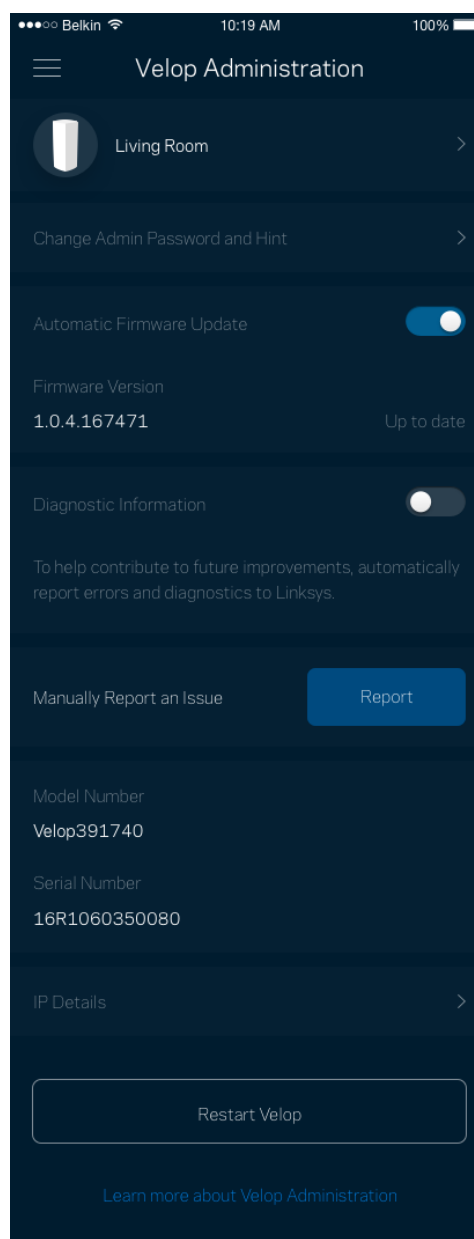 Belkin 10:19 AM 100%
Velop Administration
Living Room
Change Admin Password and Hint
Automatic Firmware Update
Firmware Version
1.0.4.167471 Up to date
Diagnostic Information
To help contribute to future improvements, automatically
report errors and diagnostics to Linksys.
Manually Report an Issue Report
Model Number
Velop391740
Serial Number
16R1060350080
IP Details
Restart Velop
Learn more about Velop Administration